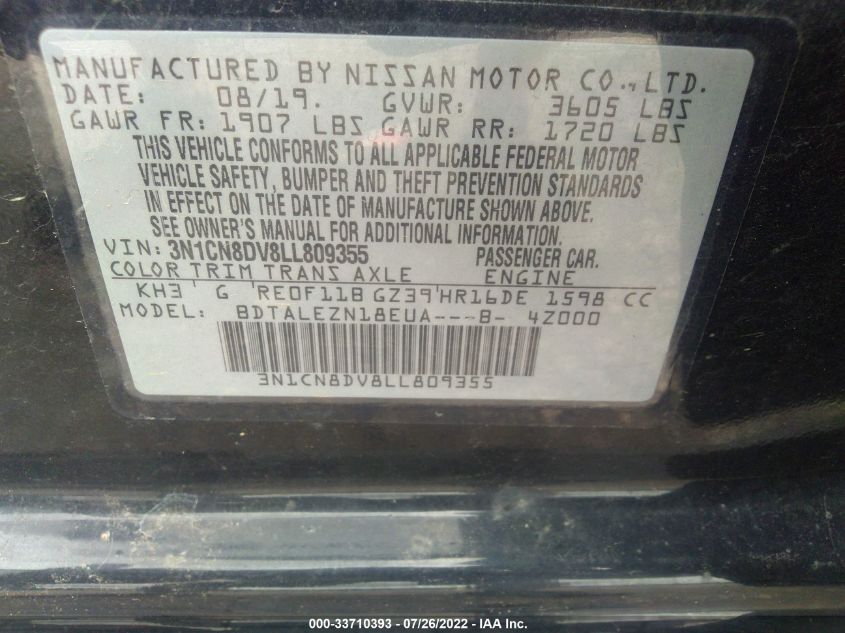 MANUFACTURED BY NISSAN MOTOR CO., LTD.
DATE: 08/19. GVWR: 3605 LBS
GAWR FR: 1907 LBS GAWR RR: 1720 LBS
THIS VEHICLE CONFORMS TO ALL APPLICABLE FEDERAL MOTOR
VEHICLE SAFETY, BUMPER AND THEFT PREVENTION STANDARDS
IN EFFECT ON THE DATE OF MANUFACTURE SHOWN ABOVE.
SEE OWNER'S MANUAL FOR ADDITIONAL INFORMATION.
VIN: 3N1CN8DV8LL809355 PASSENGER CAR.
COLOR TRIM TRANS AXLE ENGINE
KH3 G RE0F11B GZ39 HR16DE 1598 CC
MODEL: BDTALEZN18EUA---B- 4Z000
3N1CN8DV8LL809355
000-33710393 - 07/26/2022 - IAA Inc.